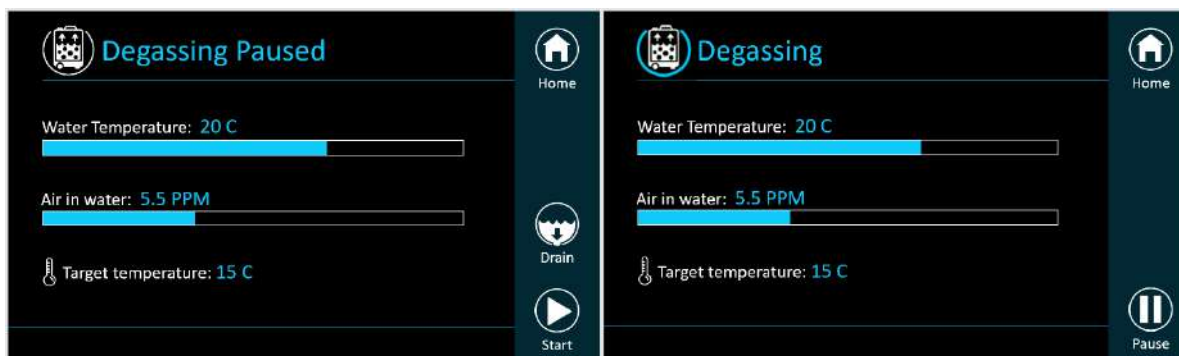 Degassing Paused
Home
Water Temperature: 20 C
Air in water: 5.5 PPM
Drain
Target temperature: 15 C
Start
Degassing
Home
Water Temperature: 20 C
Air in water: 5.5 PPM
Target temperature: 15 C
Pause